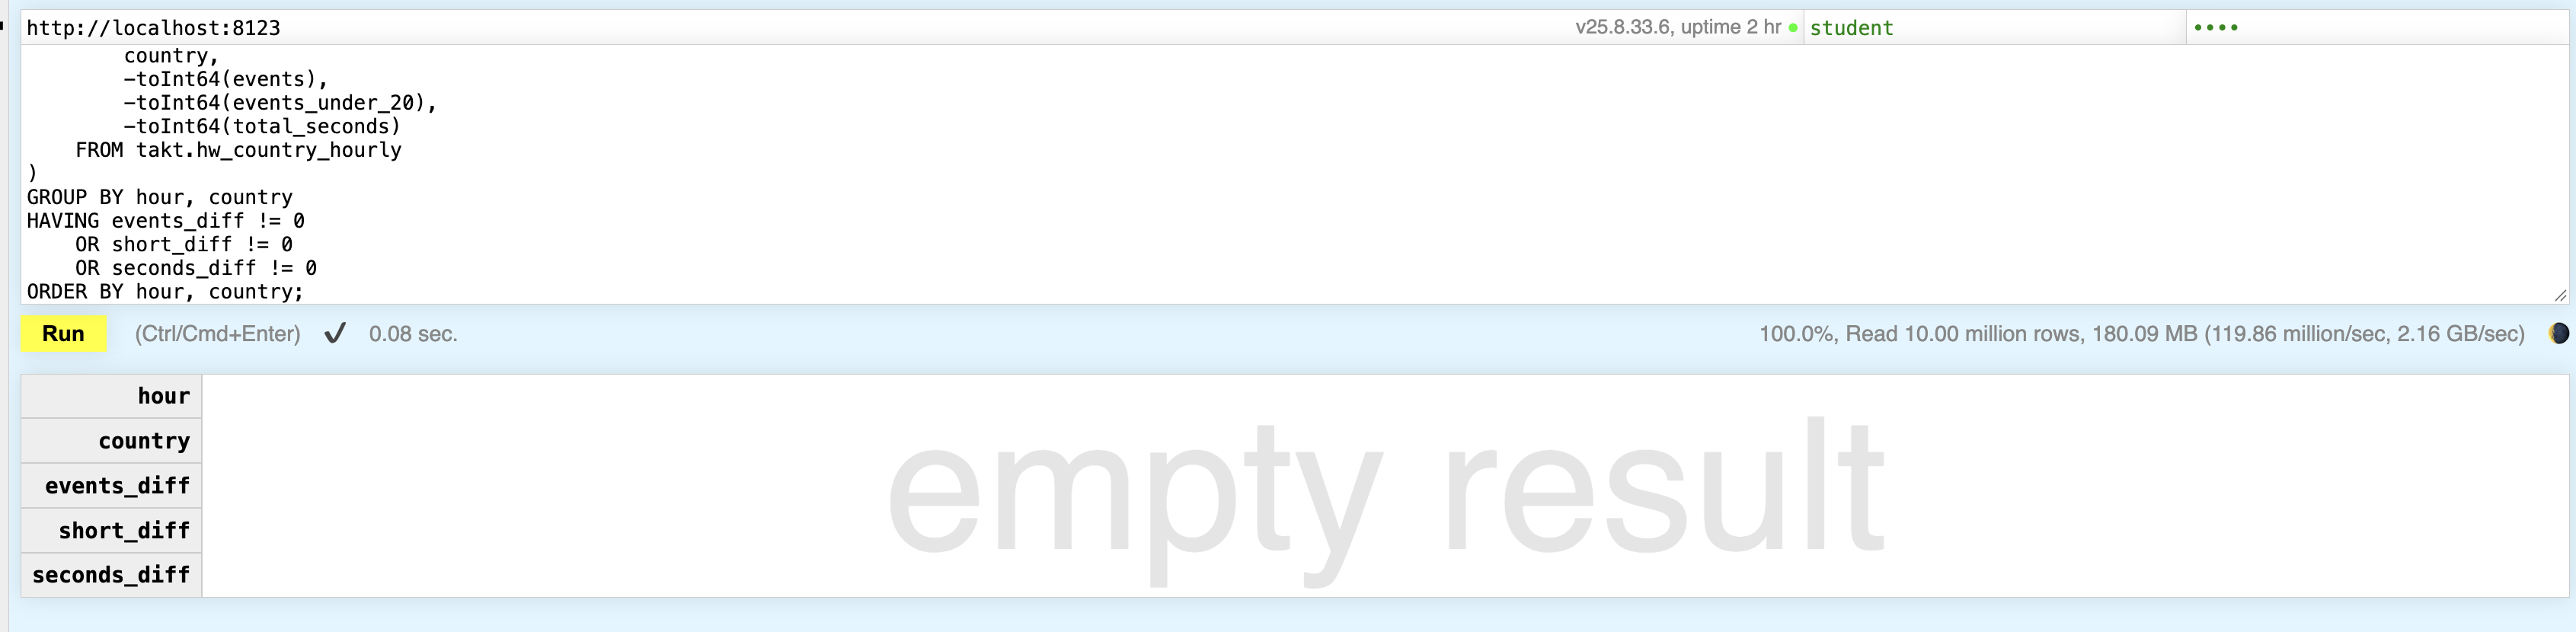 http://localhost:8123 v25.8.33.6, uptime 2 hr student ••••
country,
-toInt64(events),
-toInt64(events_under_20),
-toInt64(total_seconds)
FROM takt.hw_country_hourly
)
GROUP BY hour, country
HAVING events_diff != 0
OR short_diff != 0
OR seconds_diff != 0
ORDER BY hour, country;
Run (Ctrl/Cmd+Enter) ✔ 0.08 sec. 100.0%, Read 10.00 million rows, 180.09 MB (119.86 million/sec, 2.16 GB/sec)
hour
country
events_diff
short_diff
seconds_diff
empty result